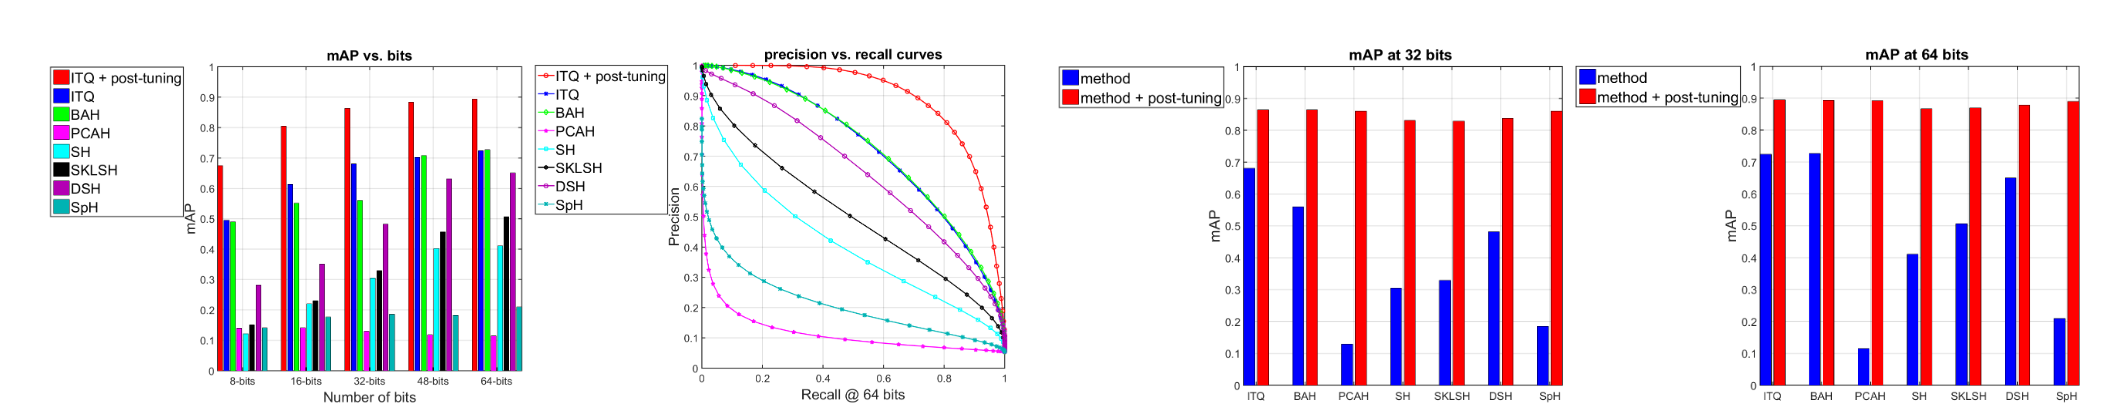 mAP vs. bits
ITQ + post-tuning
ITQ
BAH
PCAH
SH
SKLSH
DSH
SpH
mAP
1
0.9
0.8
0.7
0.6
0.5
0.4
0.3
0.2
0.1
0
8-bits 16-bits 32-bits 48-bits 64-bits
Number of bits
precision vs. recall curves
ITQ + post-tuning
ITQ
BAH
PCAH
SH
SKLSH
DSH
SpH
Precision
1
0.9
0.8
0.7
0.6
0.5
0.4
0.3
0.2
0.1
0
0 0.2 0.4 0.6 0.8 1
Recall @ 64 bits
mAP at 32 bits
method
method + post-tuning
mAP
1
0.9
0.8
0.7
0.6
0.5
0.4
0.3
0.2
0.1
0
ITQ BAH PCAH SH SKLSH DSH SpH
mAP at 64 bits
method
method + post-tuning
mAP
1
0.9
0.8
0.7
0.6
0.5
0.4
0.3
0.2
0.1
0
ITQ BAH PCAH SH SKLSH DSH SpH